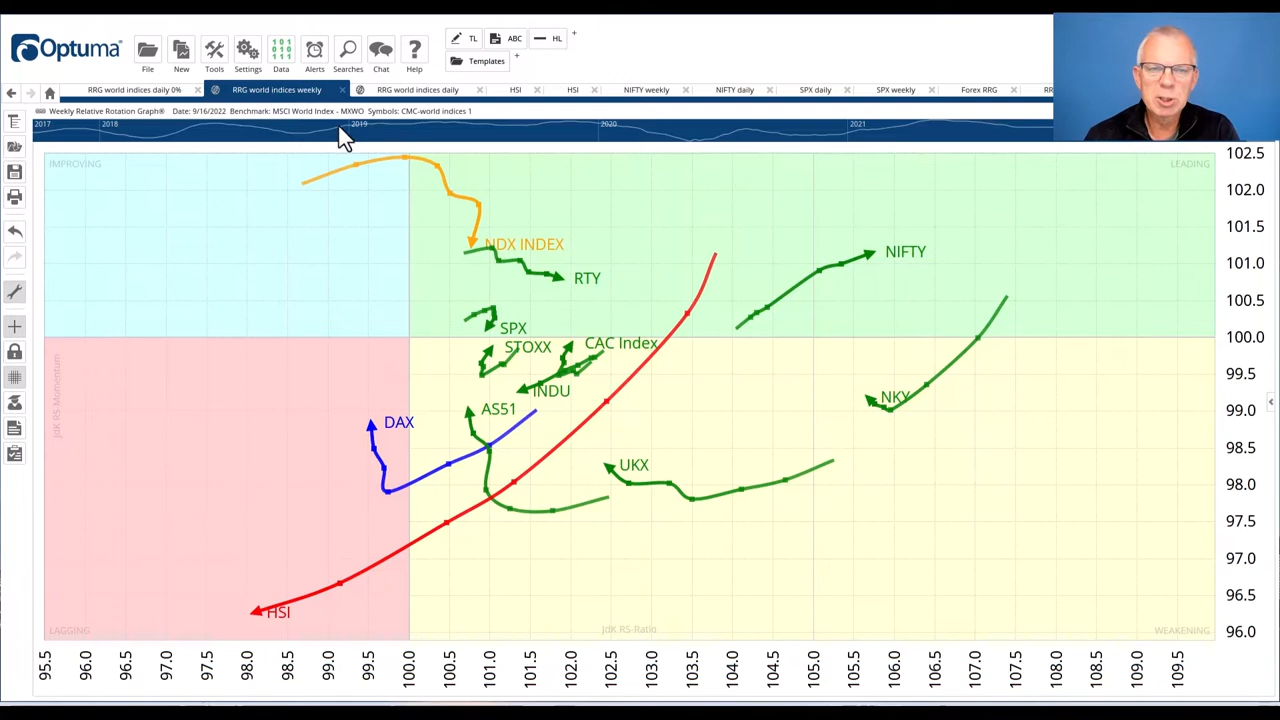 Optuma
File New Tools Settings Data Alerts Searches Chat Help
TL ABC HL +
Templates +
RRG world indices daily 0% RRG world indices weekly RRG world indices daily HSI HSI NIFTY weekly NIFTY daily SPX daily SPX weekly Forex RRG RR
Weekly Relative Rotation Graph® Date: 9/16/2022 Benchmark: MSCI World Index - MXWO Symbols: CMC-world indices 1
2017 2018 2019 2020 2021
IMPROVING LEADING
102.5
102.0
101.5
101.0
100.5
100.0
99.5
99.0
98.5
98.0
97.5
97.0
96.5
96.0
NDX INDEX
NIFTY
RTY
SPX
STOXX
CAC Index
INDU
NKY
AS51
DAX
UKX
HSI
JdK RS-Momentum
LAGGING JdK RS-Ratio WEAKENING
95.5 96.0 96.5 97.0 97.5 98.0 98.5 99.0 99.5 100.0 100.5 101.0 101.5 102.0 102.5 103.0 103.5 104.0 104.5 105.0 105.5 106.0 106.5 107.0 107.5 108.0 108.5 109.0 109.5